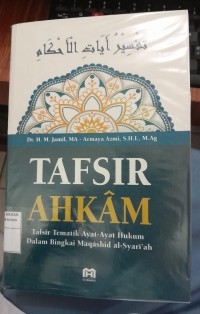 تفسير آيات الأحكام
Dr. H. M. Jamil, MA - Armaya Azmi, S.H.I., M.Ag
TAFSIR
AHKÂM
Tafsir Tematik Ayat-Ayat Hukum
Dalam Bingkai Maqâshid al-Syarî'ah